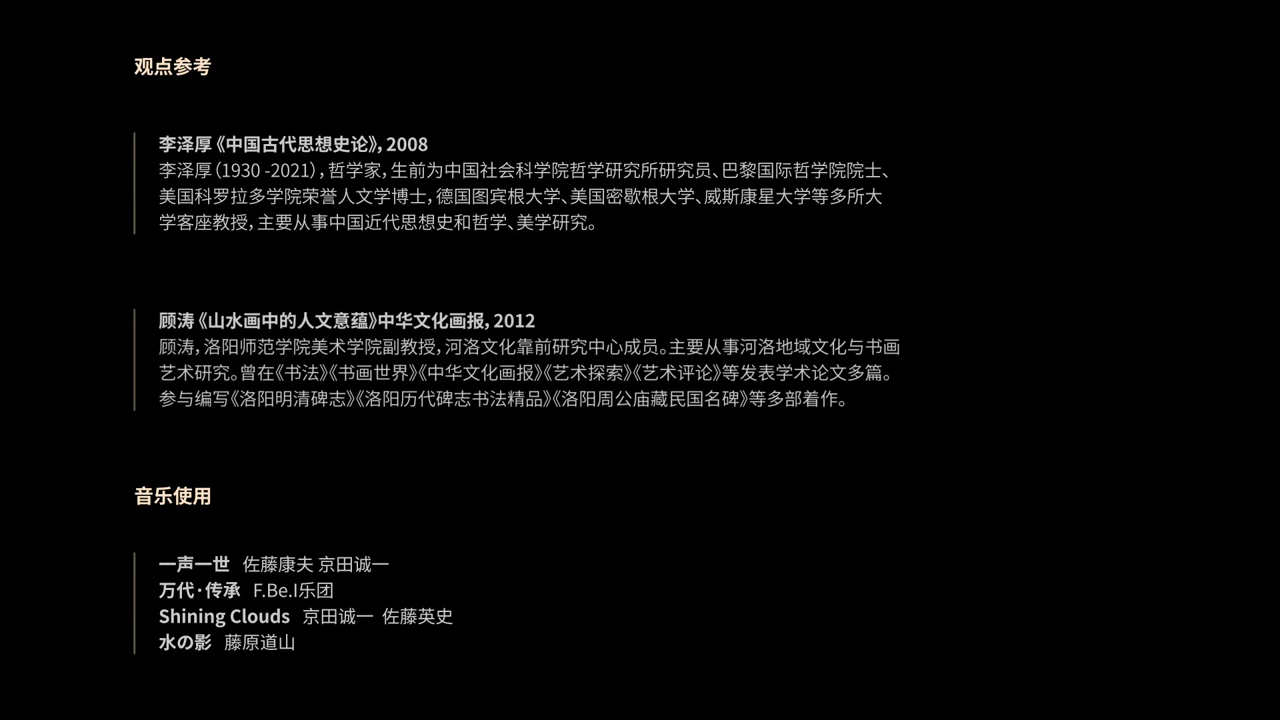 观点参考
李泽厚《中国古代思想史论》, 2008
李泽厚（1930 -2021），哲学家，生前为中国社会科学院哲学研究所研究员、巴黎国际哲学院院士、
美国科罗拉多学院荣誉人文学博士，德国图宾根大学、美国密歇根大学、威斯康星大学等多所大
学客座教授，主要从事中国近代思想史和哲学、美学研究。
顾涛《山水画中的人文意蕴》中华文化画报, 2012
顾涛，洛阳师范学院美术学院副教授，河洛文化靠前研究中心成员。主要从事河洛地域文化与书画
艺术研究。曾在《书法》《书画世界》《中华文化画报》《艺术探索》《艺术评论》等发表学术论文多篇。
参与编写《洛阳明清碑志》《洛阳历代碑志书法精品》《洛阳周公庙藏民国名碑》等多部着作。
音乐使用
一声一世 佐藤康夫 京田诚一
万代·传承 F.Be.I乐团
Shining Clouds 京田诚一 佐藤英史
水の影 藤原道山